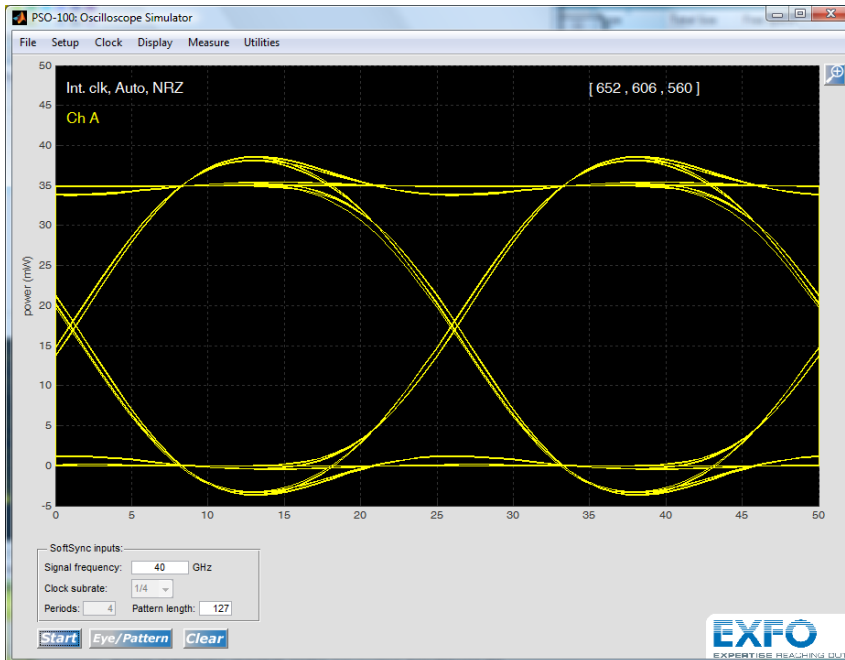 PSO-100: Oscilloscope Simulator
File Setup Clock Display Measure Utilities
Int. clk, Auto, NRZ [ 652 , 606 , 560 ]
Ch A
power (mW)
50
45
40
35
30
25
20
15
10
5
0
-5
0 5 10 15 20 25 30 35 40 45 50
SoftSync inputs:
Signal frequency: 40 GHz
Clock subrate: 1/4
Periods: 4 Pattern length: 127
Start Eye/Pattern Clear
EXFO
EXPERTISE REACHING OUT